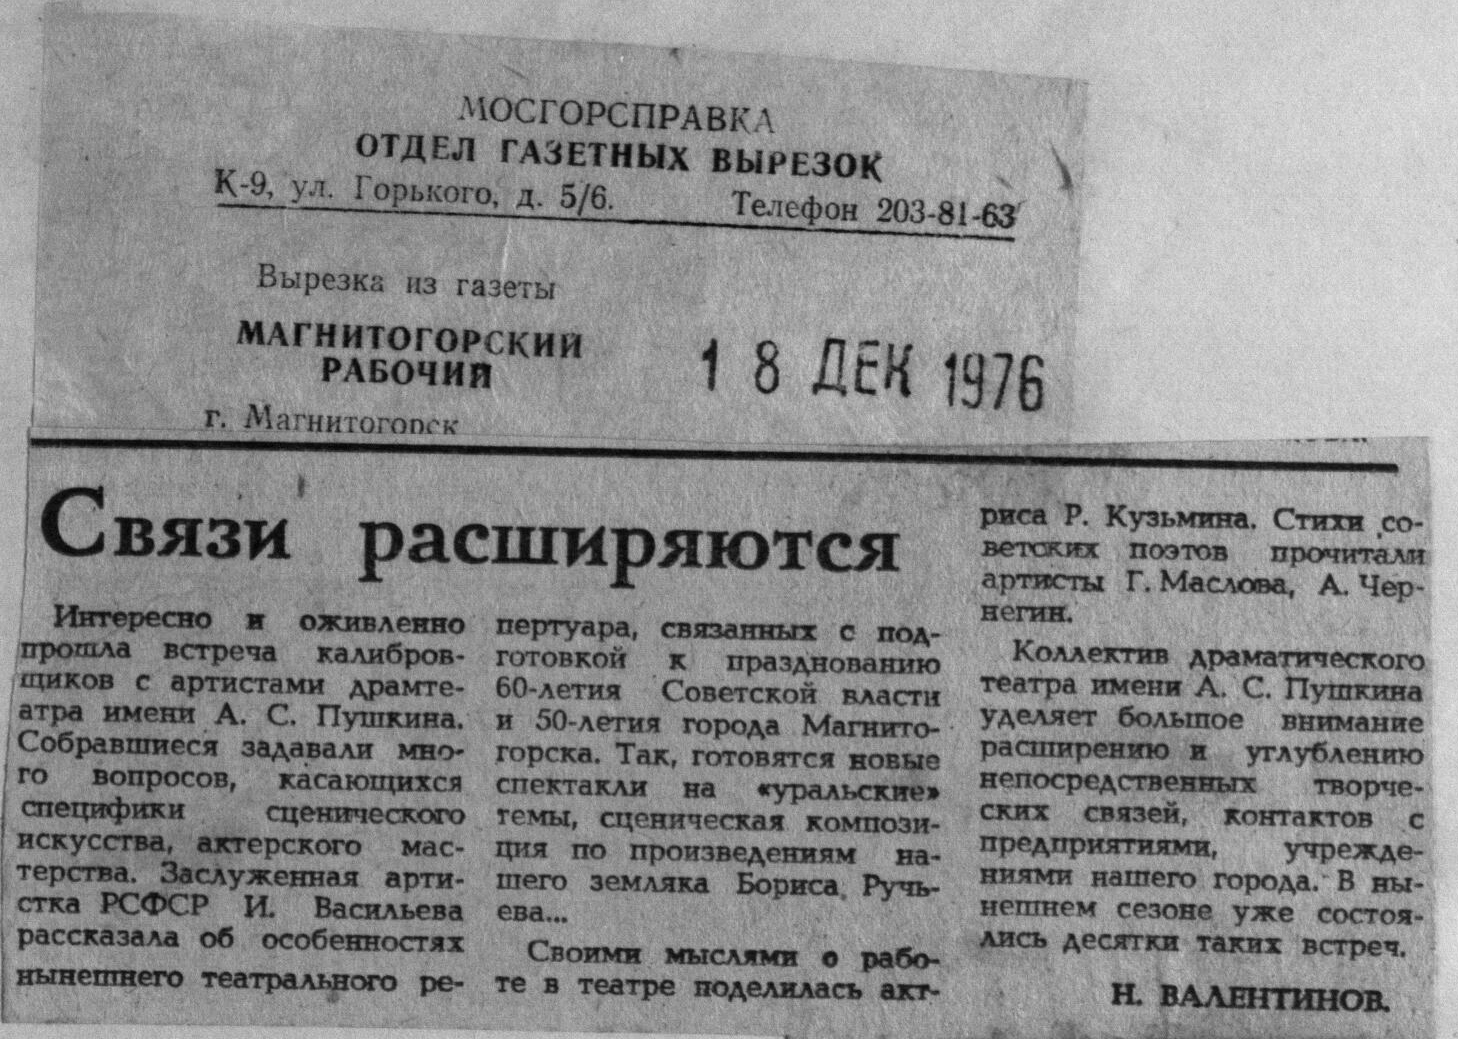 МОСГОРСПРАВКА
ОТДЕЛ ГАЗЕТНЫХ ВЫРЕЗОК
К-9, ул. Горького, д. 5/6. Телефон 203-81-63
Вырезка из газеты
МАГНИТОГОРСКИЙ
РАБОЧИЙ
18 ДЕК 1976
г. Магнитогорск
Связи расширяются
Интересно и оживленно
прошла встреча калибров-
щиков с артистами драмте-
атра имени А. С. Пушкина.
Собравшиеся задавали мно-
го вопросов, касающихся
специфики сценического
искусства, актерского мас-
терства. Заслуженная арти-
стка РСФСР И. Васильева
рассказала об особенностях
нынешнего театрального ре-
пертуара, связанных с под-
готовкой к празднованию
60-летия Советской власти
и 50-летия города Магнито-
горска. Так, готовятся новые
спектакли на «уральские»
темы, сценическая компози-
ция по произведениям на-
шего земляка Бориса Ручь-
ева...
Своими мыслями о рабо-
те в театре поделилась акт-
риса Р. Кузьмина. Стихи со-
ветских поэтов прочитали
артисты Г. Маслова, А. Чер-
негин.
Коллектив драматического
театра имени А. С. Пушкина
уделяет большое внимание
расширению и углублению
непосредственных творче-
ских связей, контактов с
предприятиями, учрежде-
ниями нашего города. В ны-
нешнем сезоне уже состоя-
лись десятки таких встреч.
Н. ВАЛЕНТИНОВ.